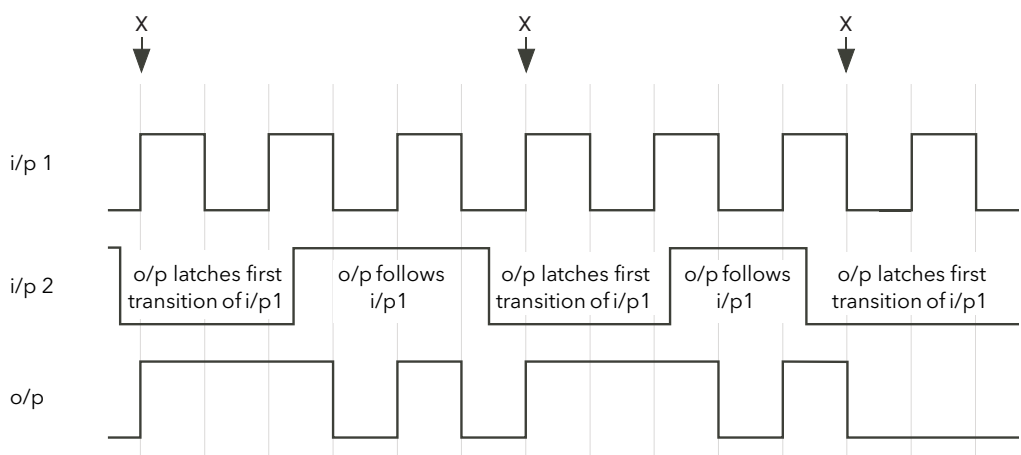 X X X
i/p 1
i/p 2
o/p latches first
transition of i/p1
o/p follows
i/p1
o/p latches first
transition of i/p1
o/p follows
i/p1
o/p latches first
transition of i/p1
o/p